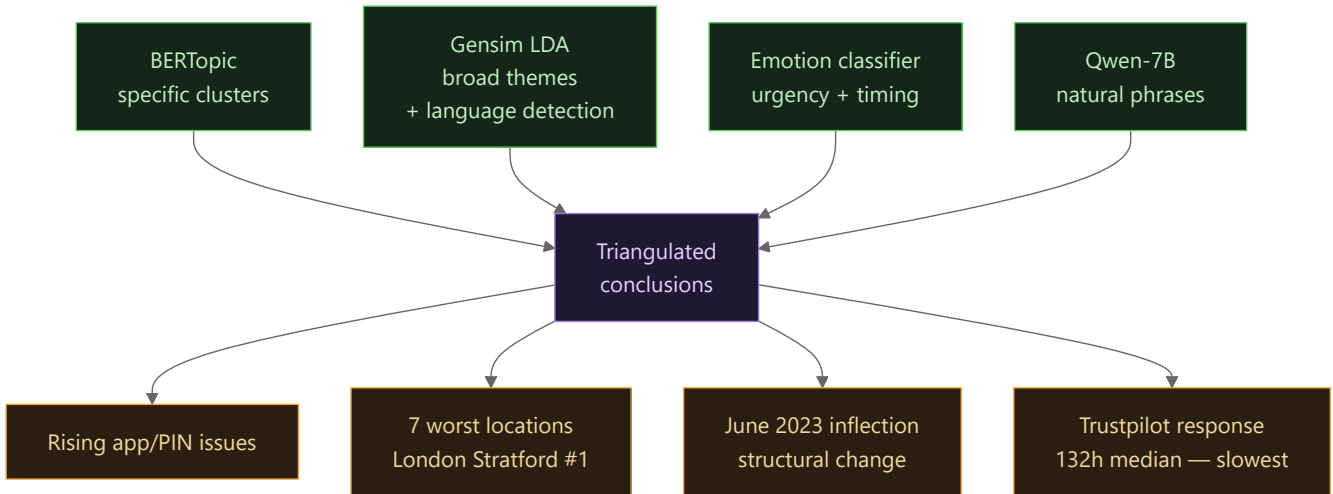 BERTopic
specific clusters
Gensim LDA
broad themes
+ language detection
Emotion classifier
urgency + timing
Qwen-7B
natural phrases
Triangulated
conclusions
Rising app/PIN issues
7 worst locations
London Stratford #1
June 2023 inflection
structural change
Trustpilot response
132h median — slowest